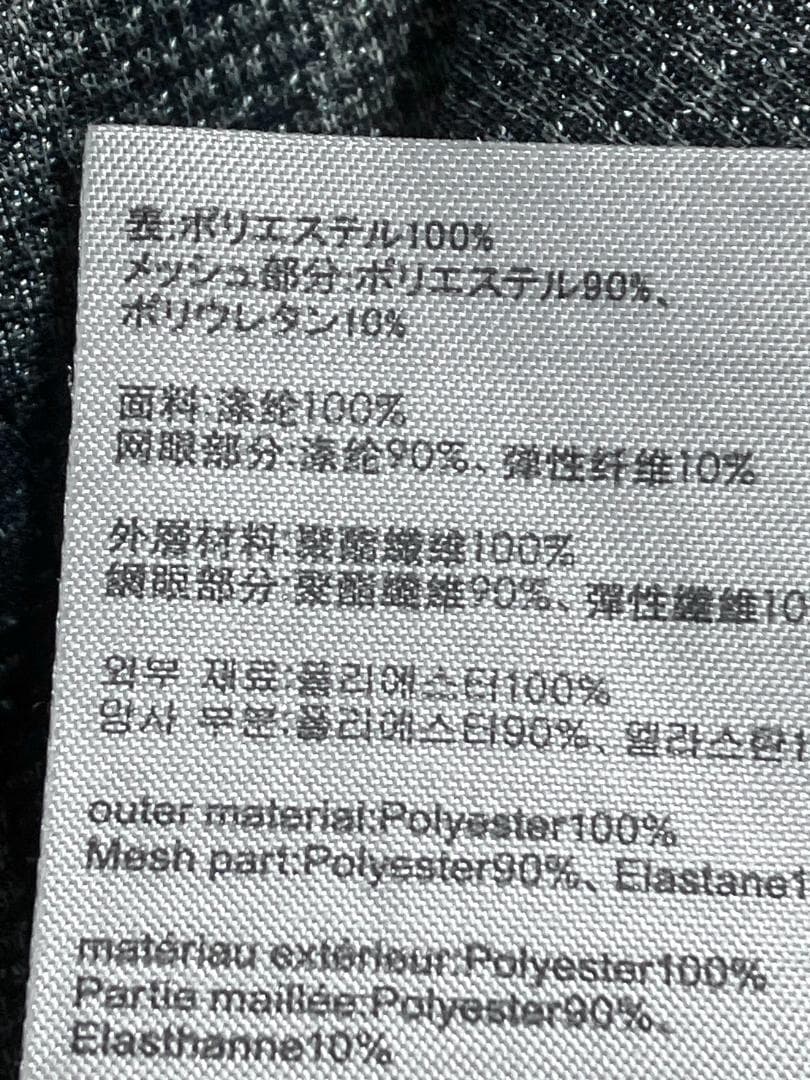 表:ポリエステル100%
メッシュ部分:ポリエステル90%、
ポリウレタン10%
面料:涤纶100%
网眼部分:涤纶90%、弹性纤维10%
外層材料:聚酯纖維100%
網眼部分:聚酯纖維90%、彈性纖維10
외부 재료:폴리에스터100%
망사 부분:폴리에스터90%、엘라스탄1
outer material:Polyester100%
Mesh part:Polyester90%、Elastane1
matériau extérieur:Polyester100%
Partie maillée:Polyester90%、
Elasthanne10%